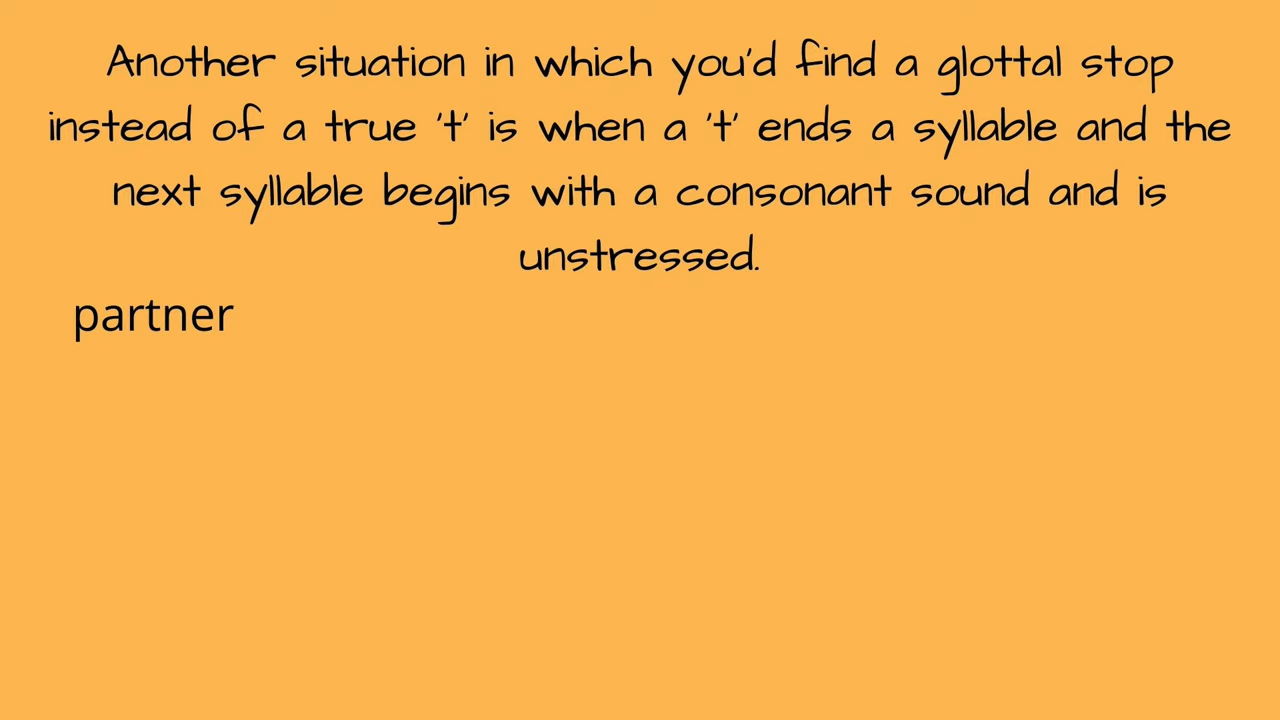 Another situation in which you'd find a glottal stop
instead of a true 't' is when a 't' ends a syllable and the
next syllable begins with a consonant sound and is
unstressed.
partner